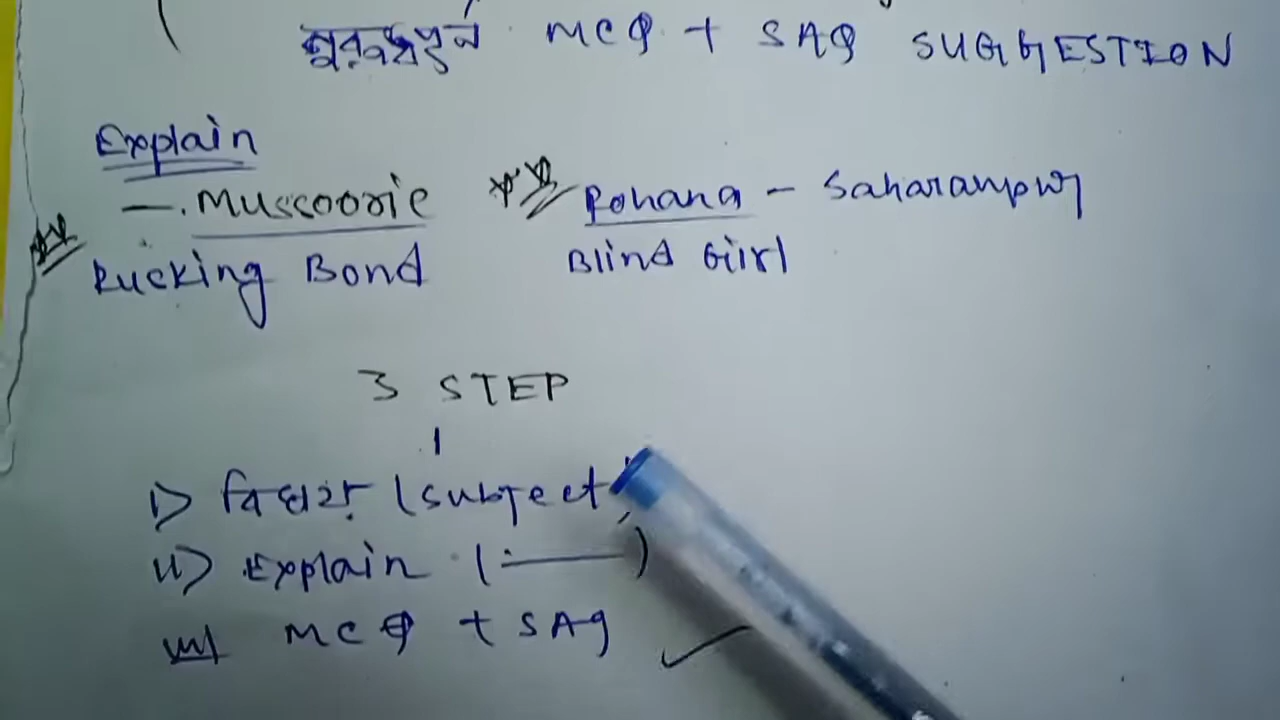 গুরুত্বপূর্ণ MCQ + SAQ SUGGESTION
Explain
— Mussoorie
Rucking Bond
Rohana - Saharanpur
Blind Girl
3 STEP
i) বিষয় (subject)
ii) Explain (—)
iii) MCQ + SAQ